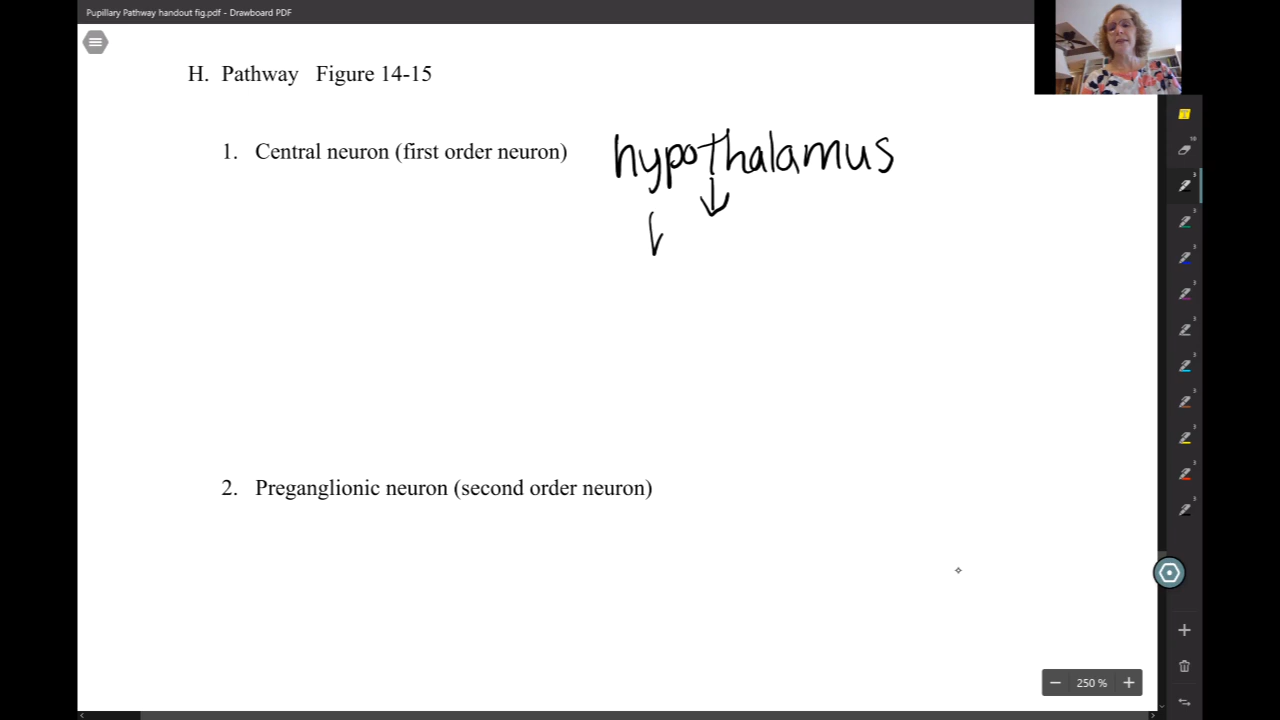 Pupillary Pathway handout fig.pdf - Drawboard PDF
H. Pathway Figure 14-15
1. Central neuron (first order neuron) hypothalamus
2. Preganglionic neuron (second order neuron)
250 %